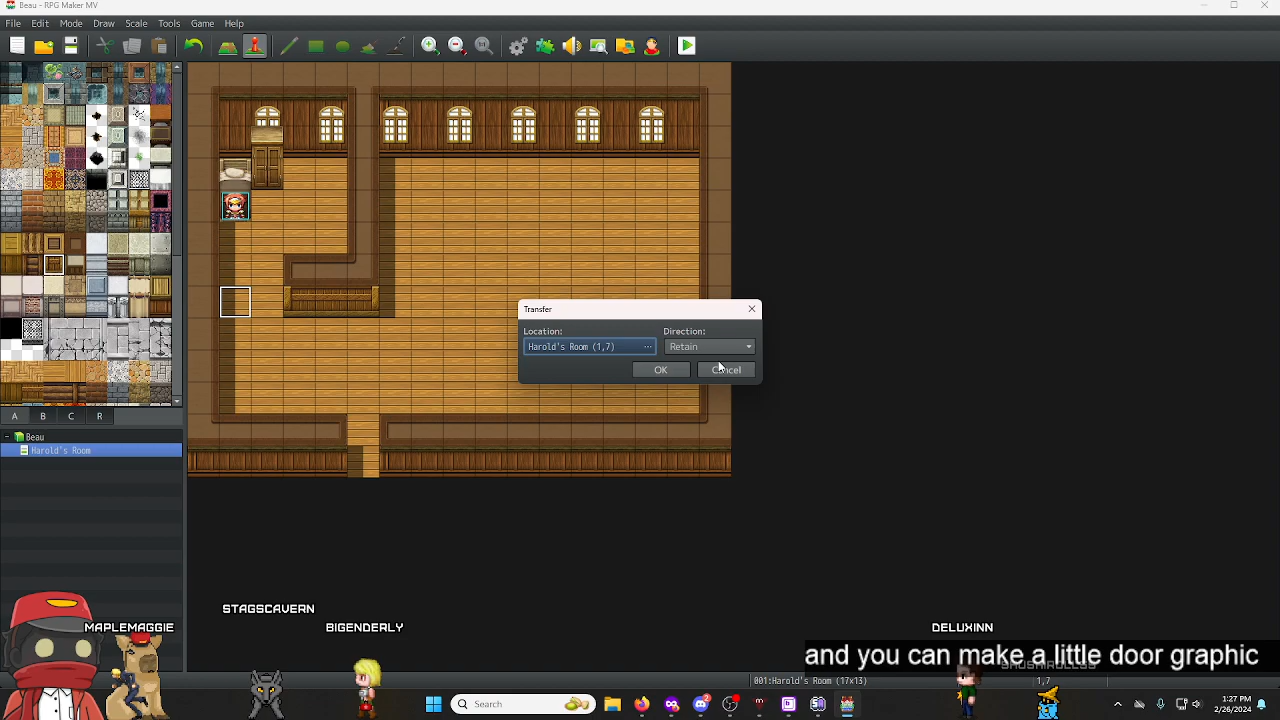 Beau - RPG Maker MV
File Edit Mode Draw Scale Tools Game Help
Transfer
Location: Direction:
Harold's Room (1,7) ... Retain
OK Cancel
A B C R
Beau
Harold's Room
STAGSCAVERN
MAPLEMAGGIE
BIGENDERLY
DELUXINN
and you can make a little door graphic
001:Harold's Room (17x13) 1,7
Search
2
1:27 PM
2/26/2024